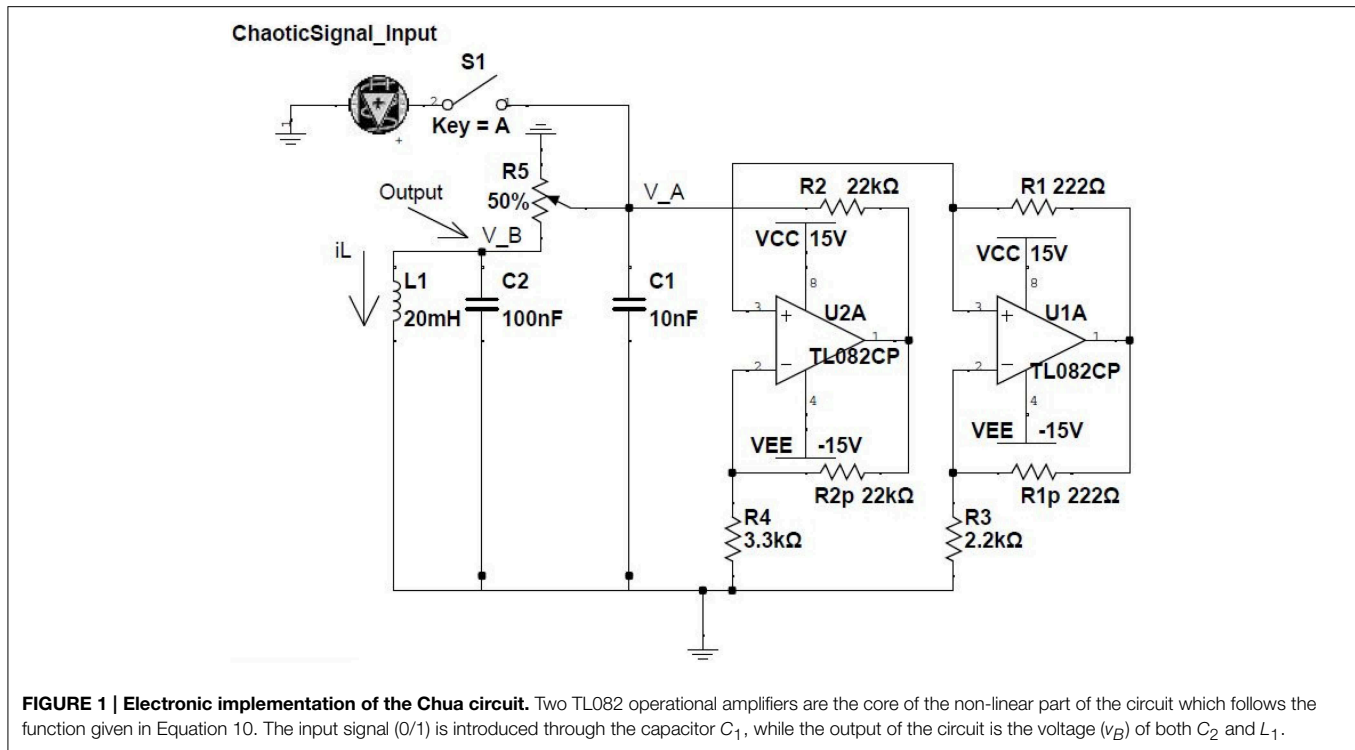 ChaoticSignal_Input
S1
2
1
Key = A
1
+
R5
50%
Output
V_B
V_A
iL
L1
20mH
C2
100nF
C1
10nF
R2 22kΩ
VCC 15V
8
3
U2A
1
TL082CP
2
4
VEE -15V
R2p 22kΩ
R4
3.3kΩ
R1 222Ω
VCC 15V
8
3
U1A
1
TL082CP
2
4
VEE -15V
R1p 222Ω
R3
2.2kΩ
FIGURE 1 | Electronic implementation of the Chua circuit. Two TL082 operational amplifiers are the core of the non-linear part of the circuit which follows the
function given in Equation 10. The input signal (0/1) is introduced through the capacitor C1, while the output of the circuit is the voltage (vB) of both C2 and L1.